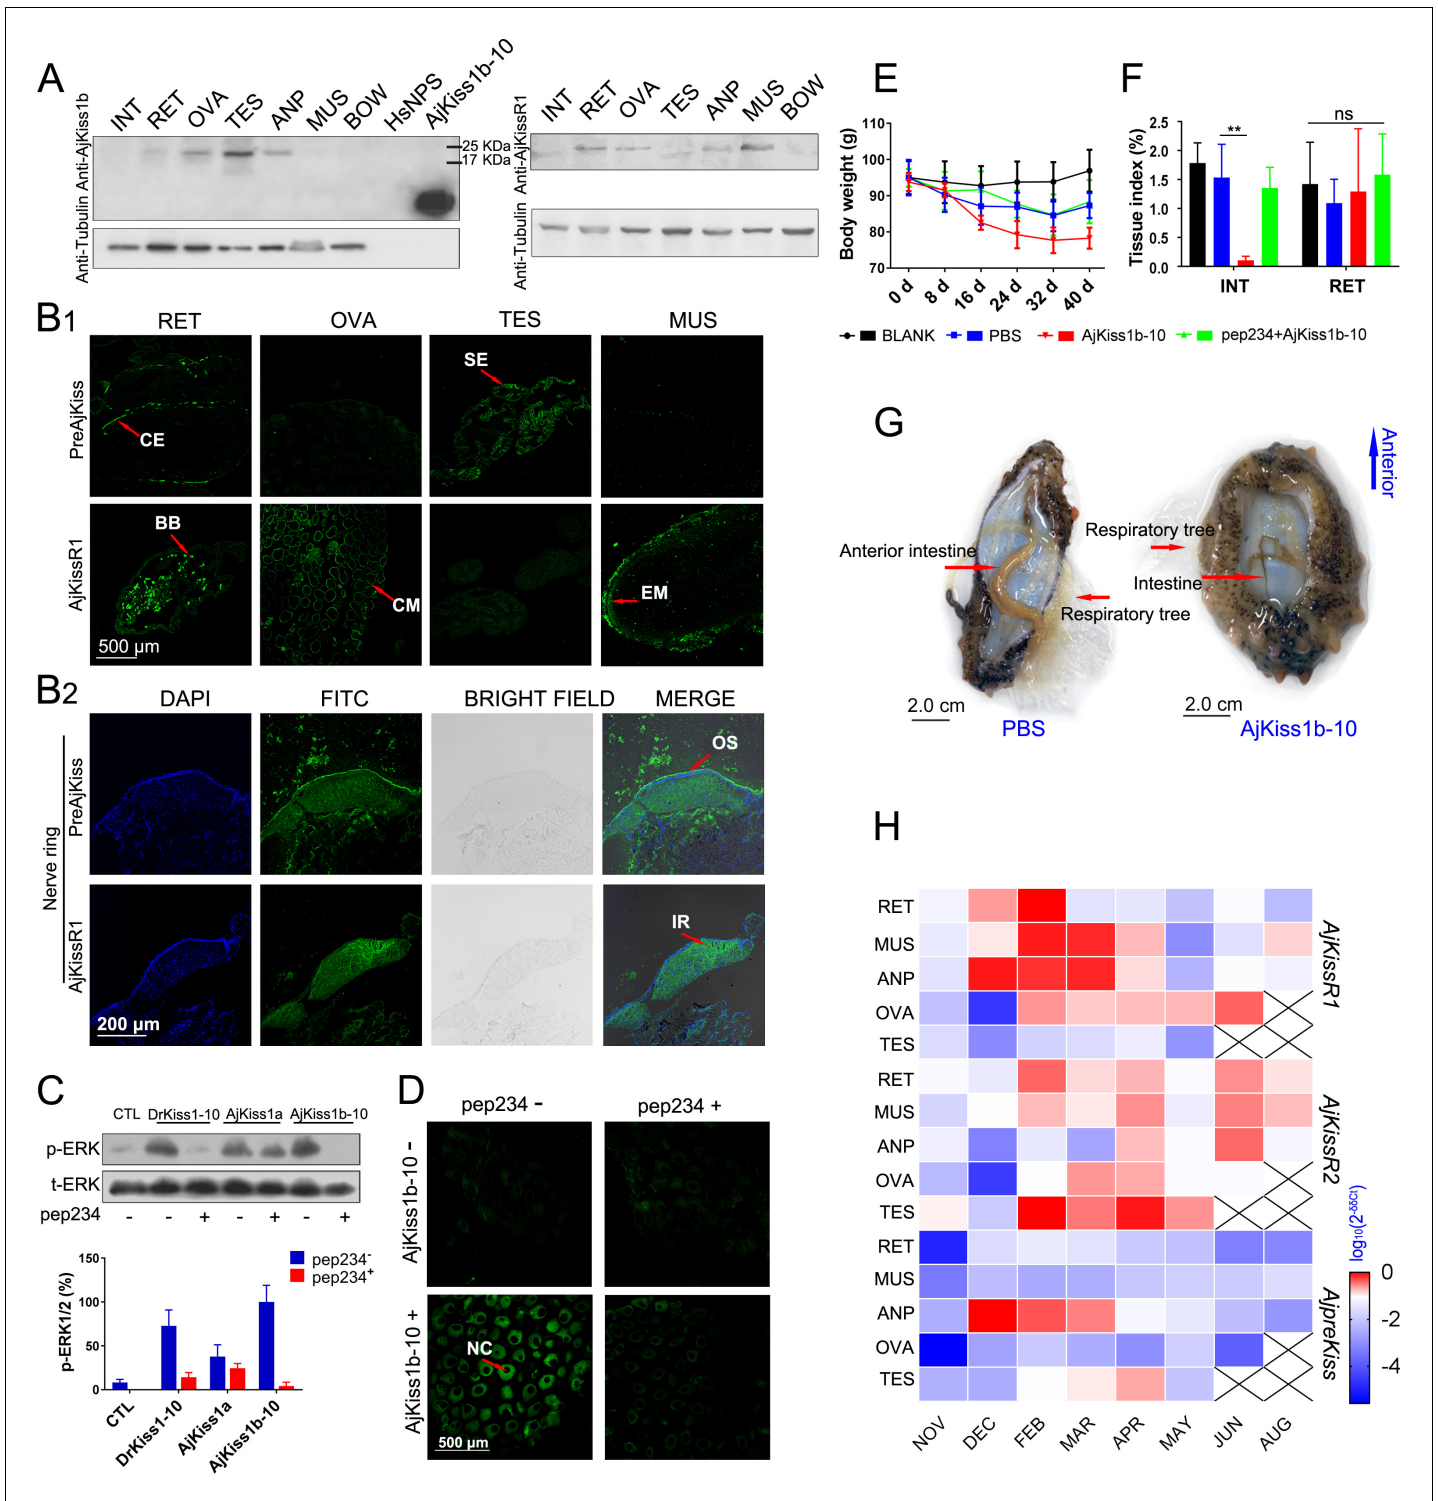 A
INT RET OVA TES ANP MUS BOW HsNPS AjKiss1b-10
Anti-AjKiss1b
25 KDa
17 KDa
Anti-Tubulin
INT RET OVA TES ANP MUS BOW
Anti-AjKissR1
Anti-Tubulin
E
Body weight (g)
110
100
90
80
70
0 d 8 d 16 d 24 d 32 d 40 d
F
Tissue index (%)
2.5
2.0
1.5
1.0
0.5
0.0
** ns
INT RET
BLANK PBS AjKiss1b-10 pep234+AjKiss1b-10
B1
RET OVA TES MUS
PreAjKiss
CE
SE
AjKissR1
BB
CM
EM
500 µm
B2
DAPI FITC BRIGHT FIELD MERGE
Nerve ring
PreAjKiss
OS
AjKissR1
IR
200 µm
G
Anterior
Anterior intestine
Respiratory tree
Respiratory tree
Intestine
2.0 cm
2.0 cm
PBS
AjKiss1b-10
C
CTL DrKiss1-10 AjKiss1a AjKiss1b-10
p-ERK
t-ERK
pep234 - - + - + - +
p-ERK1/2 (%)
150
100
50
0
pep234-
pep234+
CTL DrKiss1-10 AjKiss1a AjKiss1b-10
D
pep234 - pep234 +
AjKiss1b-10 -
AjKiss1b-10 +
NC
500 µm
H
RET
MUS
ANP
OVA
TES
AjKissR1
RET
MUS
ANP
OVA
TES
AjKissR2
RET
MUS
ANP
OVA
TES
AjpreKiss
NOV DEC FEB MAR APR MAY JUN AUG
log10(2-δδCt)
0
-2
-4